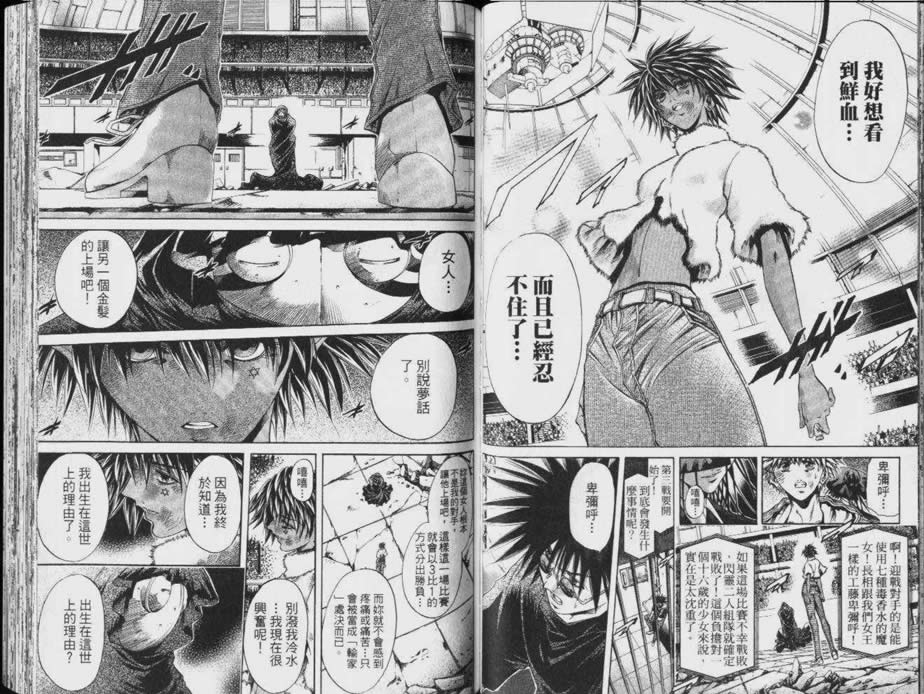 我好想看
到鮮血…
而且已經忍
不住了…
卑彌呼…
嘻嘻…
第三戰要開
始了！
到底會發生什
麼事情呢？
啊！迎戰對手的是能
使用七種毒香水的魔
女！長相跟我們女王
一樣的工藤卑彌呼！
如果這場比賽不幸戰敗
，閃靈二人組隊就確定
戰敗了！這個負擔對一
個十六歲的少女來說，
實在是太沈重了。
卑彌呼…
女人…
讓另一個金髮
的上場吧！
別說夢話
了。
妳這個女人根本
不是我的對手，
讓他上場吧，
這樣這一場比賽
就會以3比1的
方式分出勝負…
而妳就不會感到
疼痛或痛苦…只
會被當成「輸家
」處決而已。
嘻…
別潑我冷水
…我現在很
興奮呢！
因為我終
於知道…
我出生在這世
上的理由了。
出生在這世
上的理由？